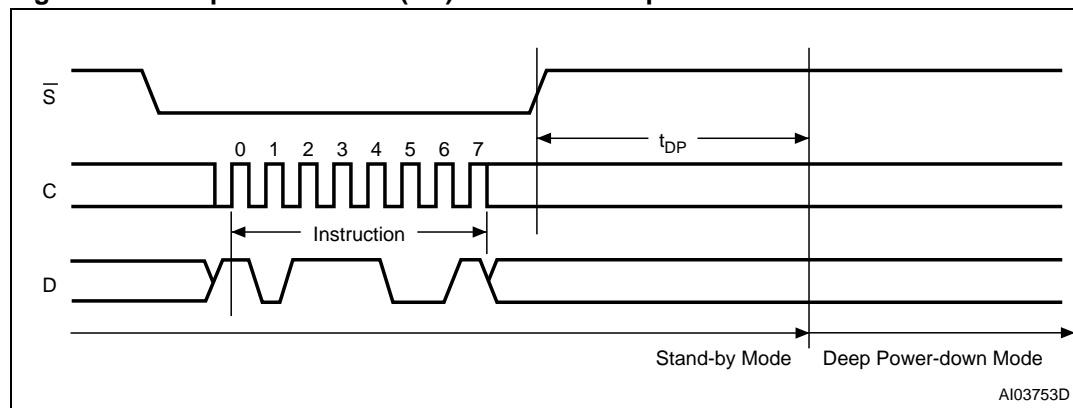 S
0 1 2 3 4 5 6 7
tDP
C
Instruction
D
Stand-by Mode Deep Power-down Mode
AI03753D